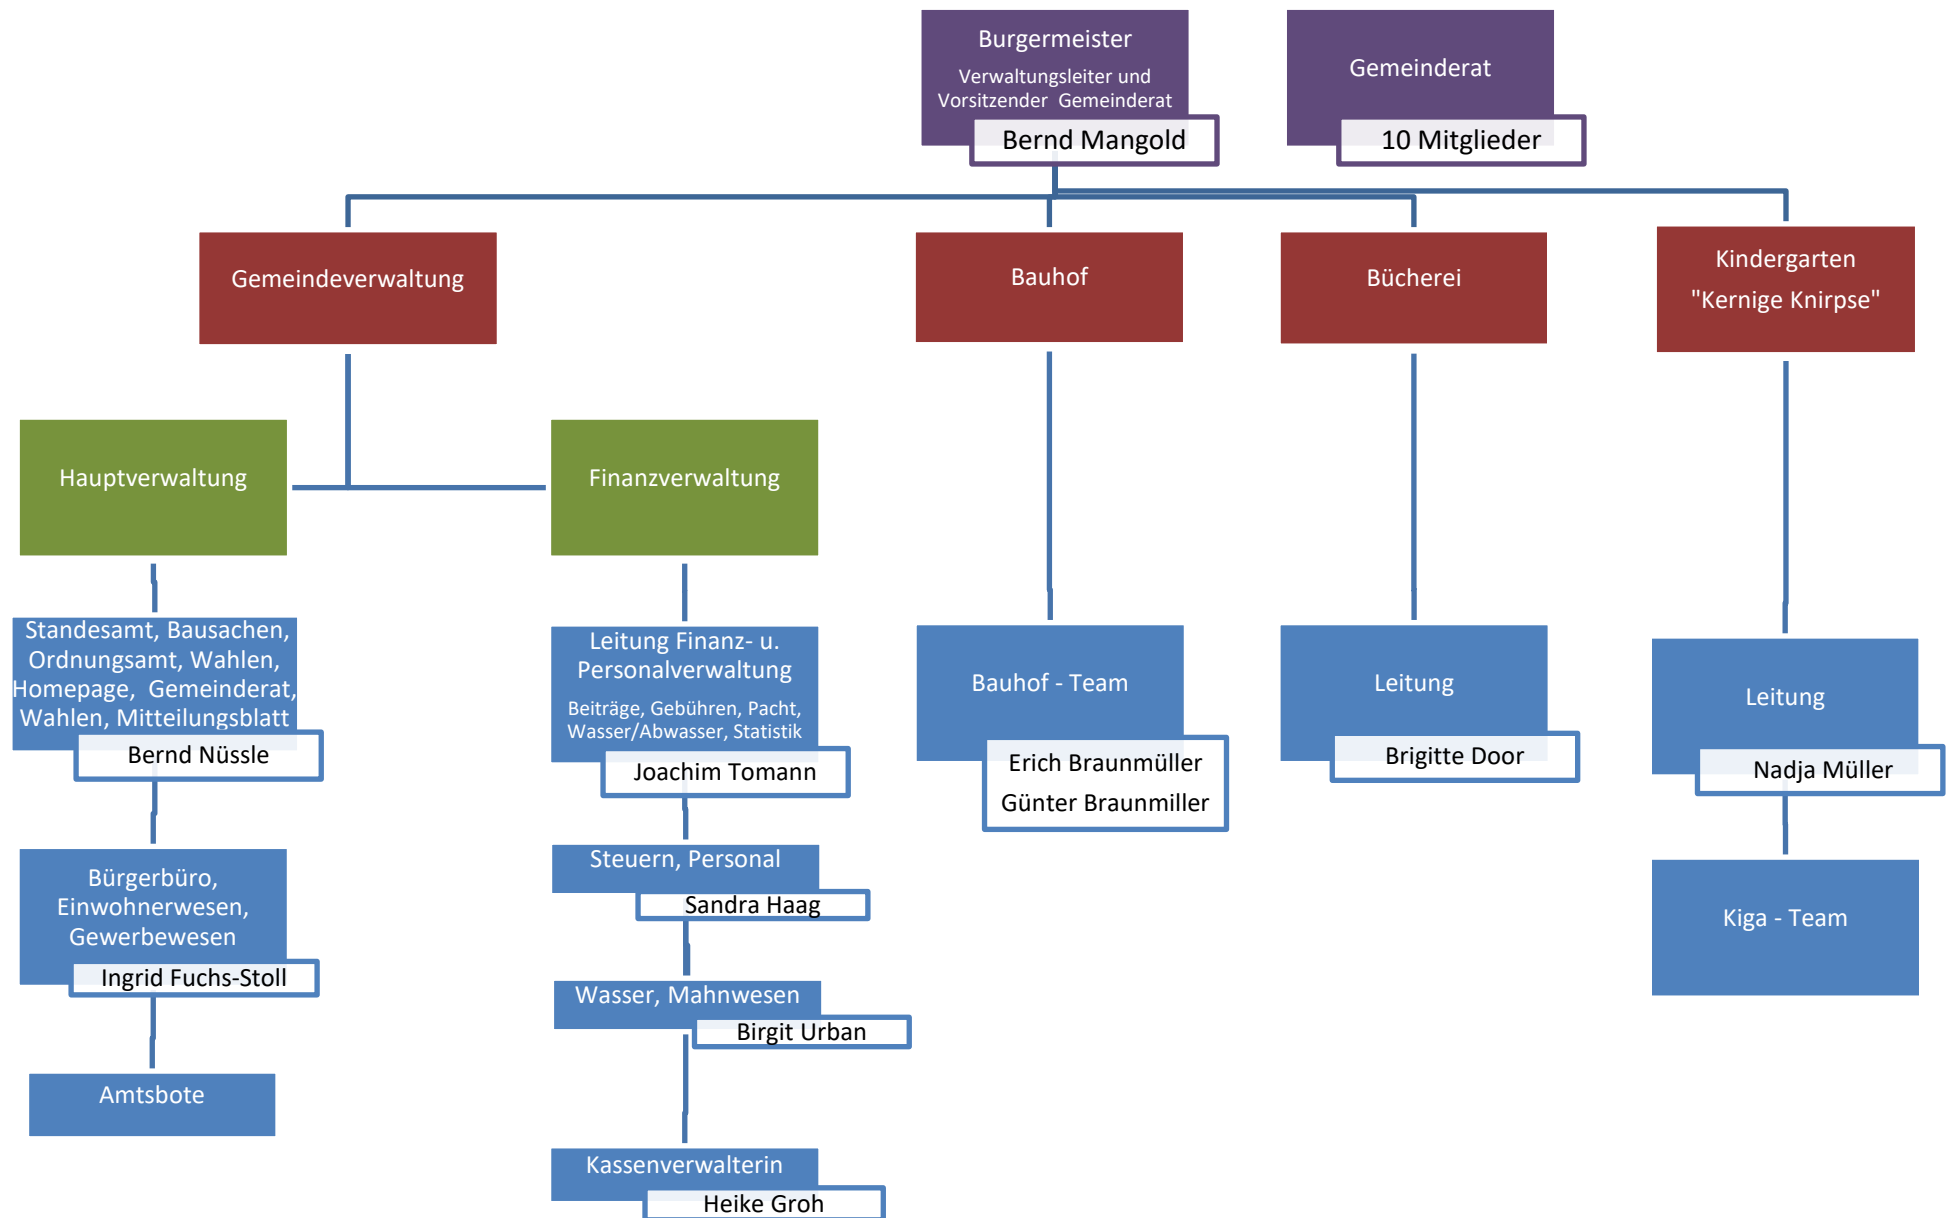 Burgermeister
Verwaltungsleiter und
Vorsitzender Gemeinderat
Bernd Mangold
Gemeinderat
10 Mitglieder
Gemeindeverwaltung
Bauhof
Bücherei
Kindergarten
"Kernige Knirpse"
Hauptverwaltung
Finanzverwaltung
Standesamt, Bausachen,
Ordnungsamt, Wahlen,
Homepage, Gemeinderat,
Wahlen, Mitteilungsblatt
Bernd Nüssle
Leitung Finanz- u.
Personalverwaltung
Beiträge, Gebühren, Pacht,
Wasser/Abwasser, Statistik
Joachim Tomann
Bauhof - Team
Erich Braunmüller
Günter Braunmiller
Leitung
Brigitte Door
Leitung
Nadja Müller
Bürgerbüro,
Einwohnerwesen,
Gewerbewesen
Ingrid Fuchs-Stoll
Steuern, Personal
Sandra Haag
Kiga - Team
Wasser, Mahnwesen
Birgit Urban
Amtsbote
Kassenverwalterin
Heike Groh